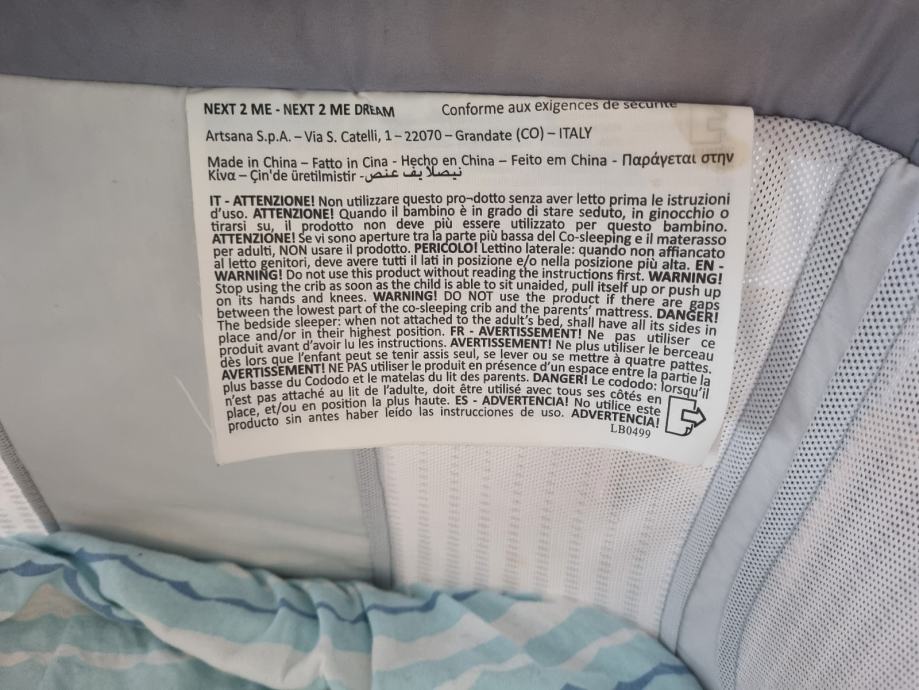 NEXT 2 ME - NEXT 2 ME DREAM Conforme aux exigences de sécurité
Artsana S.p.A. – Via S. Catelli, 1 – 22070 – Grandate (CO) – ITALY
Made in China – Fatto in Cina - Hecho en China – Feito em China - Παράγεται στην
Κίνα – Çin'de üretilmistir -نيصلا يف عنص
IT - ATTENZIONE! Non utilizzare questo pro¬dotto senza aver letto prima le istruzioni
d'uso. ATTENZIONE! Quando il bambino è in grado di stare seduto, in ginocchio o
tirarsi su, il prodotto non deve più essere utilizzato per questo bambino.
ATTENZIONE! Se vi sono aperture tra la parte più bassa del Co-sleeping e il materasso
per adulti, NON usare il prodotto. PERICOLO! Lettino laterale: quando non affiancato
al letto genitori, deve avere tutti il lati in posizione e/o nella posizione più alta. EN -
WARNING! Do not use this product without reading the instructions first. WARNING!
Stop using the crib as soon as the child is able to sit unaided, pull itself up or push up
on its hands and knees. WARNING! DO NOT use the product if there are gaps
between the lowest part of the co-sleeping crib and the parents' mattress. DANGER!
The bedside sleeper: when not attached to the adult's bed, shall have all its sides in
place and/or in their highest position. FR - AVERTISSEMENT! Ne pas utiliser ce
produit avant d'avoir lu les instructions. AVERTISSEMENT! Ne plus utiliser le berceau
dès lors que l'enfant peut se tenir assis seul, se lever ou se mettre à quatre pattes.
AVERTISSEMENT! NE PAS utiliser le produit en présence d'un espace entre la partie la
plus basse du Cododo et le matelas du lit des parents. DANGER! Le cododo: lorsqu'il
n'est pas attaché au lit de l'adulte, doit être utilisé avec tous ses côtés en
place, et/ou en position la plus haute. ES - ADVERTENCIA! No utilice este
producto sin antes haber leído las instrucciones de uso. ADVERTENCIA!
LB0499